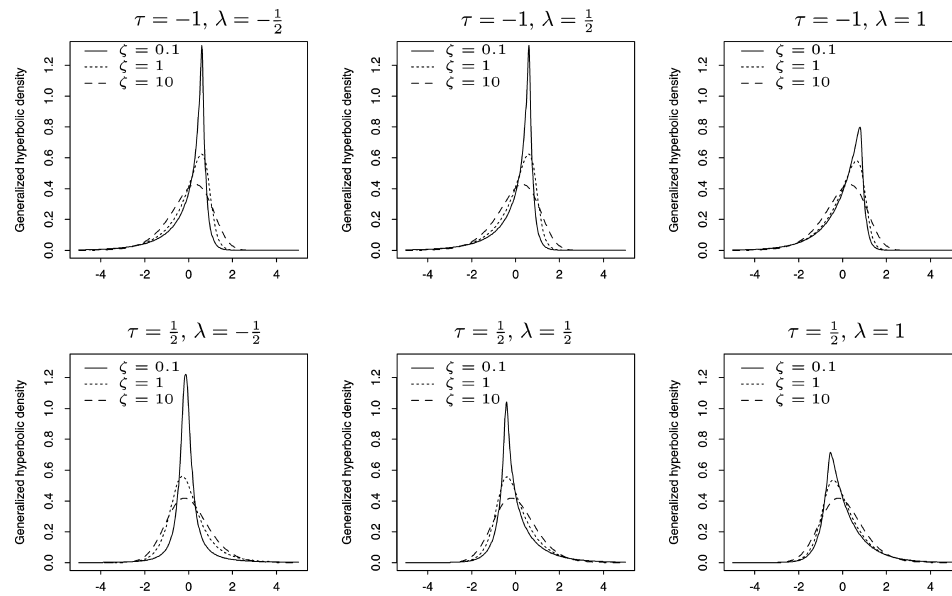 τ = −1, λ = −1/2
Generalized hyperbolic density
ζ = 0.1
ζ = 1
ζ = 10
0.0 0.2 0.4 0.6 0.8 1.0 1.2
-4 -2 0 2 4
τ = −1, λ = 1/2
Generalized hyperbolic density
ζ = 0.1
ζ = 1
ζ = 10
0.0 0.2 0.4 0.6 0.8 1.0 1.2
-4 -2 0 2 4
τ = −1, λ = 1
Generalized hyperbolic density
ζ = 0.1
ζ = 1
ζ = 10
0.0 0.2 0.4 0.6 0.8 1.0 1.2
-4 -2 0 2 4
τ = 1/2, λ = −1/2
Generalized hyperbolic density
ζ = 0.1
ζ = 1
ζ = 10
0.0 0.2 0.4 0.6 0.8 1.0 1.2
-4 -2 0 2 4
τ = 1/2, λ = 1/2
Generalized hyperbolic density
ζ = 0.1
ζ = 1
ζ = 10
0.0 0.2 0.4 0.6 0.8 1.0 1.2
-4 -2 0 2 4
τ = 1/2, λ = 1
Generalized hyperbolic density
ζ = 0.1
ζ = 1
ζ = 10
0.0 0.2 0.4 0.6 0.8 1.0 1.2
-4 -2 0 2 4